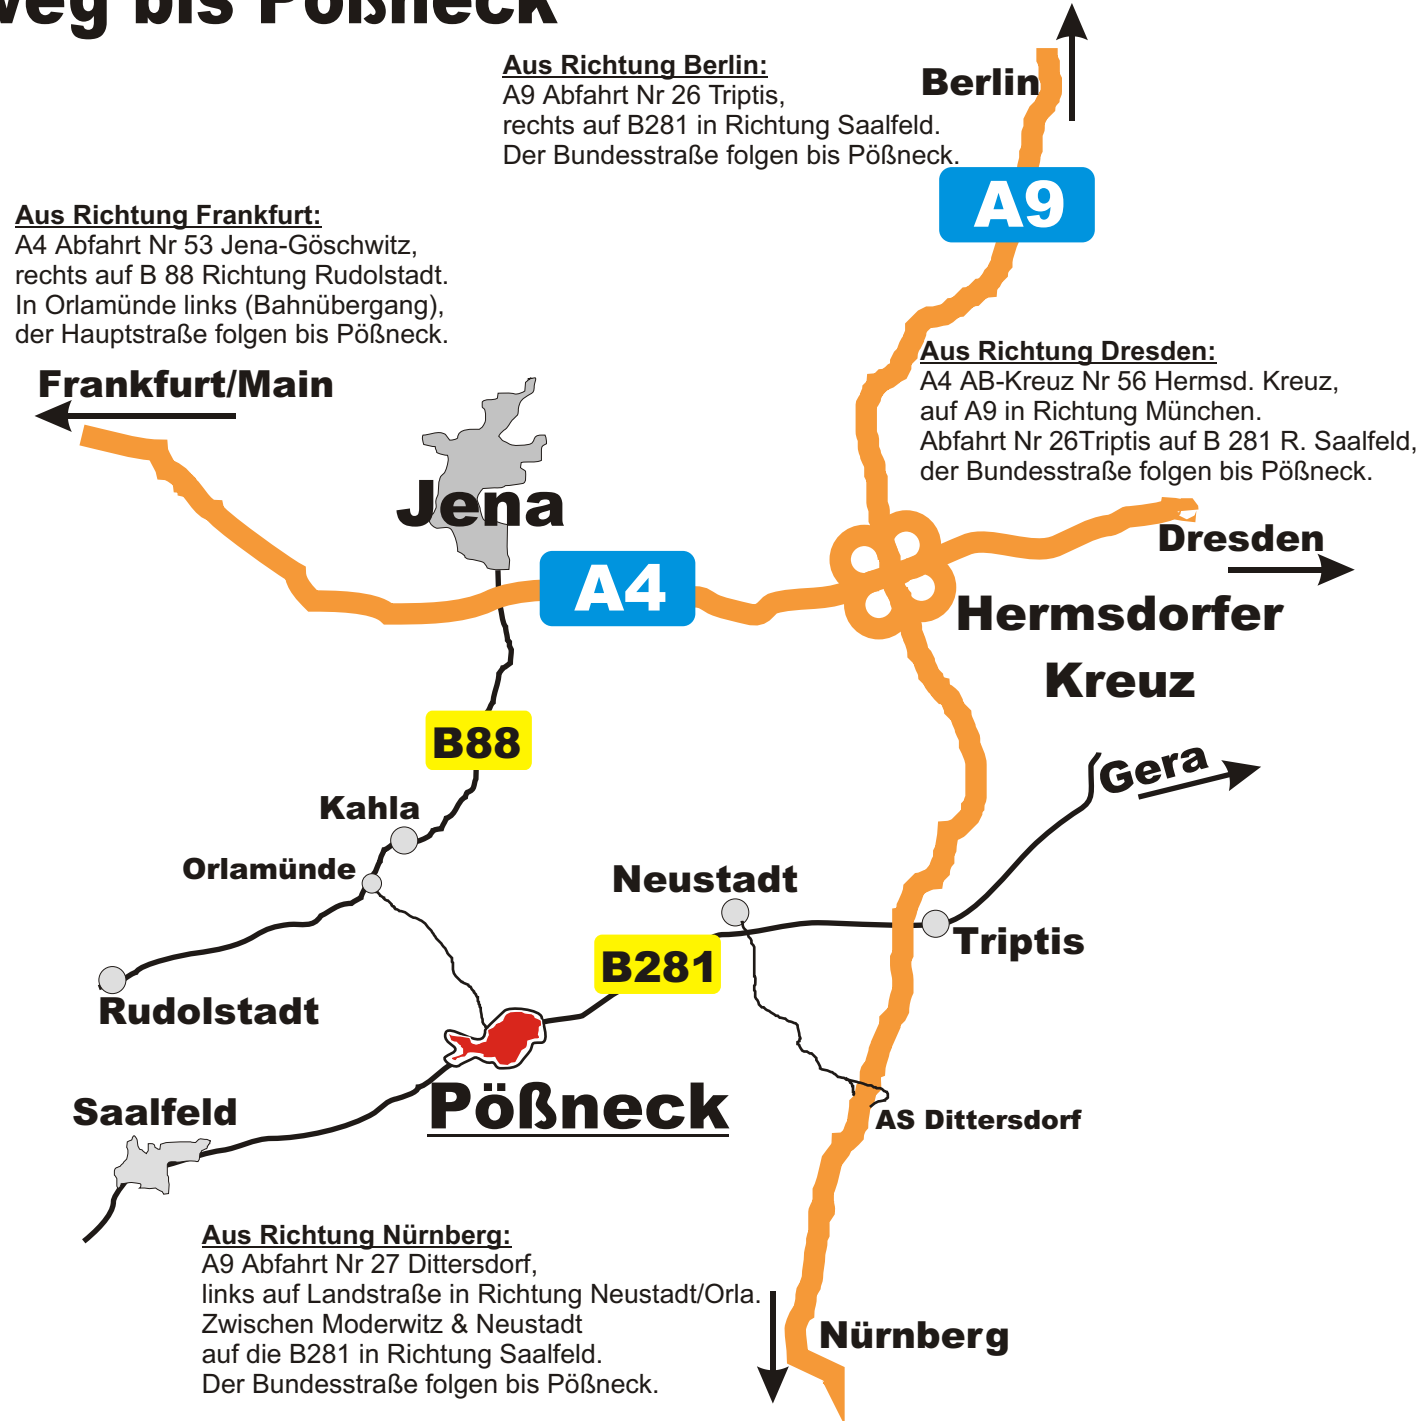 bis Pößneck
Aus Richtung Berlin:
A9 Abfahrt Nr 26 Triptis,
rechts auf B281 in Richtung Saalfeld.
Der Bundesstraße folgen bis Pößneck.
Berlin
A9
Aus Richtung Frankfurt:
A4 Abfahrt Nr 53 Jena-Göschwitz,
rechts auf B 88 Richtung Rudolstadt.
In Orlamünde links (Bahnübergang),
der Hauptstraße folgen bis Pößneck.
Frankfurt/Main
Aus Richtung Dresden:
A4 AB-Kreuz Nr 56 Hermsd. Kreuz,
auf A9 in Richtung München.
Abfahrt Nr 26Triptis auf B 281 R. Saalfeld,
der Bundesstraße folgen bis Pößneck.
Jena
Dresden
A4
Hermsdorfer
Kreuz
B88
Gera
Kahla
Orlamünde
Neustadt
Triptis
B281
Rudolstadt
Pößneck
Saalfeld
AS Dittersdorf
Aus Richtung Nürnberg:
A9 Abfahrt Nr 27 Dittersdorf,
links auf Landstraße in Richtung Neustadt/Orla.
Zwischen Moderwitz & Neustadt
auf die B281 in Richtung Saalfeld.
Der Bundesstraße folgen bis Pößneck.
Nürnberg